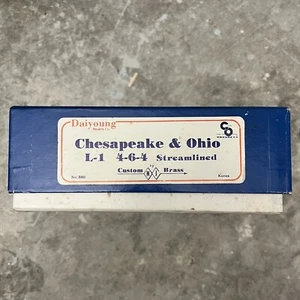 Daiyoung
Chesapeake & Ohio
L-1 4-6-4 Streamlined
Custom Brass
Korea